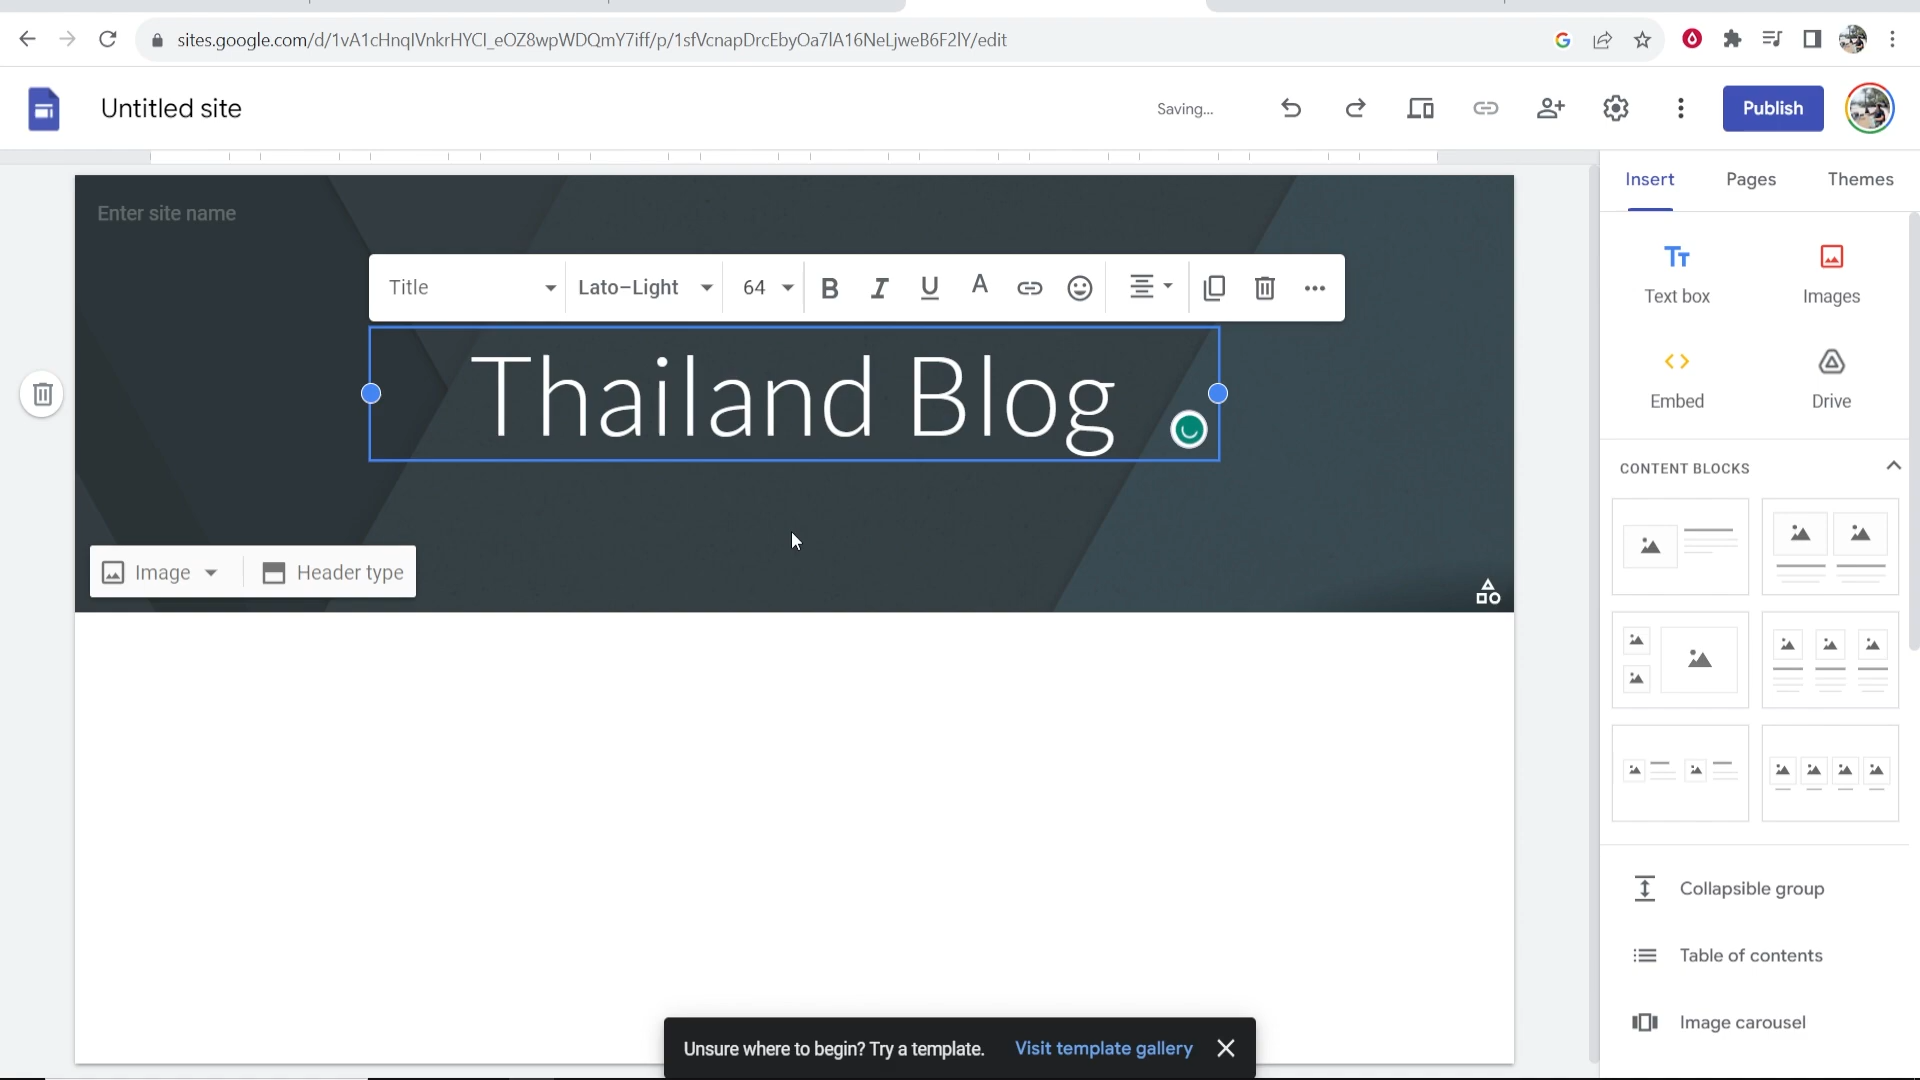 sites.google.com/d/1vA1cHnqlVnkrHYCl_eOZ8wpWDQmY7iff/p/1sfVcnapDrcEbyOa7lA16NeLjweB6F2lY/edit
Untitled site
Saving...
Publish
Insert
Pages
Themes
Enter site name
Title
Lato-Light
64
Thailand Blog
Image
Header type
Text box
Images
Embed
Drive
CONTENT BLOCKS
Collapsible group
Table of contents
Image carousel
Unsure where to begin? Try a template.
Visit template gallery